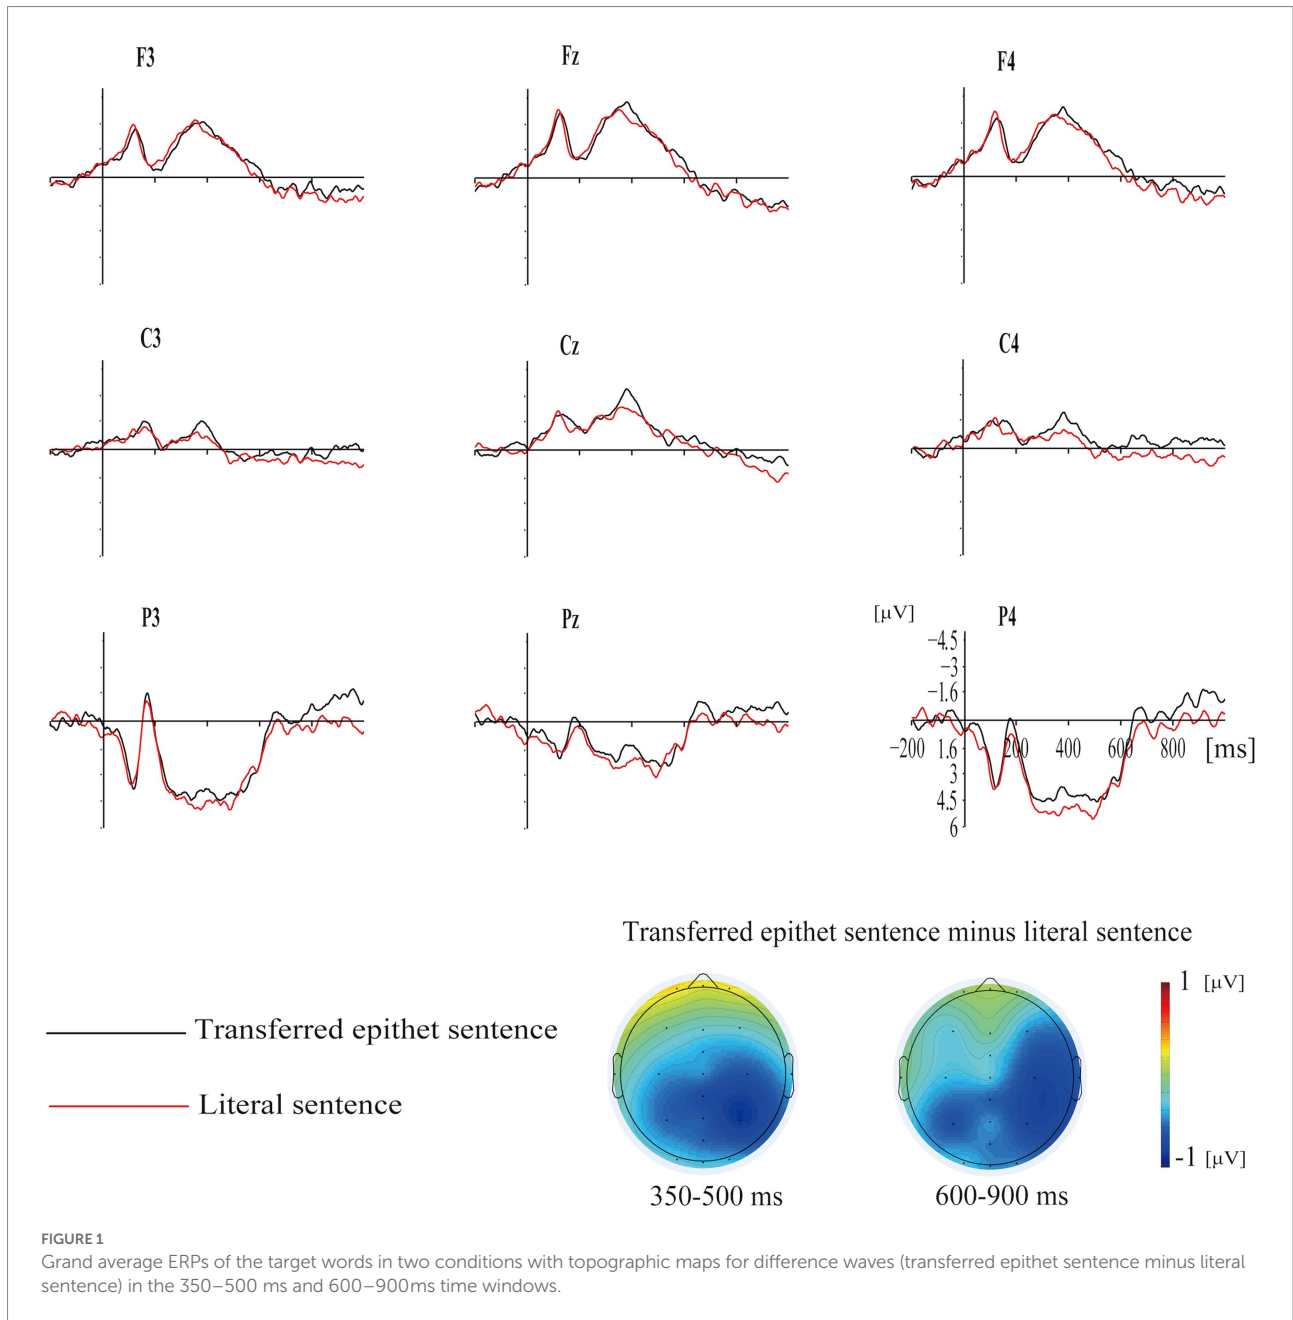 F3
Fz
F4
C3
Cz
C4
P3
Pz
P4
[μV]
−4.5
−3
−1.6
−200
200
400
600
800
[ms]
1.6
3
4.5
6
Transferred epithet sentence minus literal sentence
Transferred epithet sentence
Literal sentence
1 [μV]
-1 [μV]
350-500 ms
600-900 ms
FIGURE 1
Grand average ERPs of the target words in two conditions with topographic maps for difference waves (transferred epithet sentence minus literal
sentence) in the 350–500 ms and 600–900ms time windows.